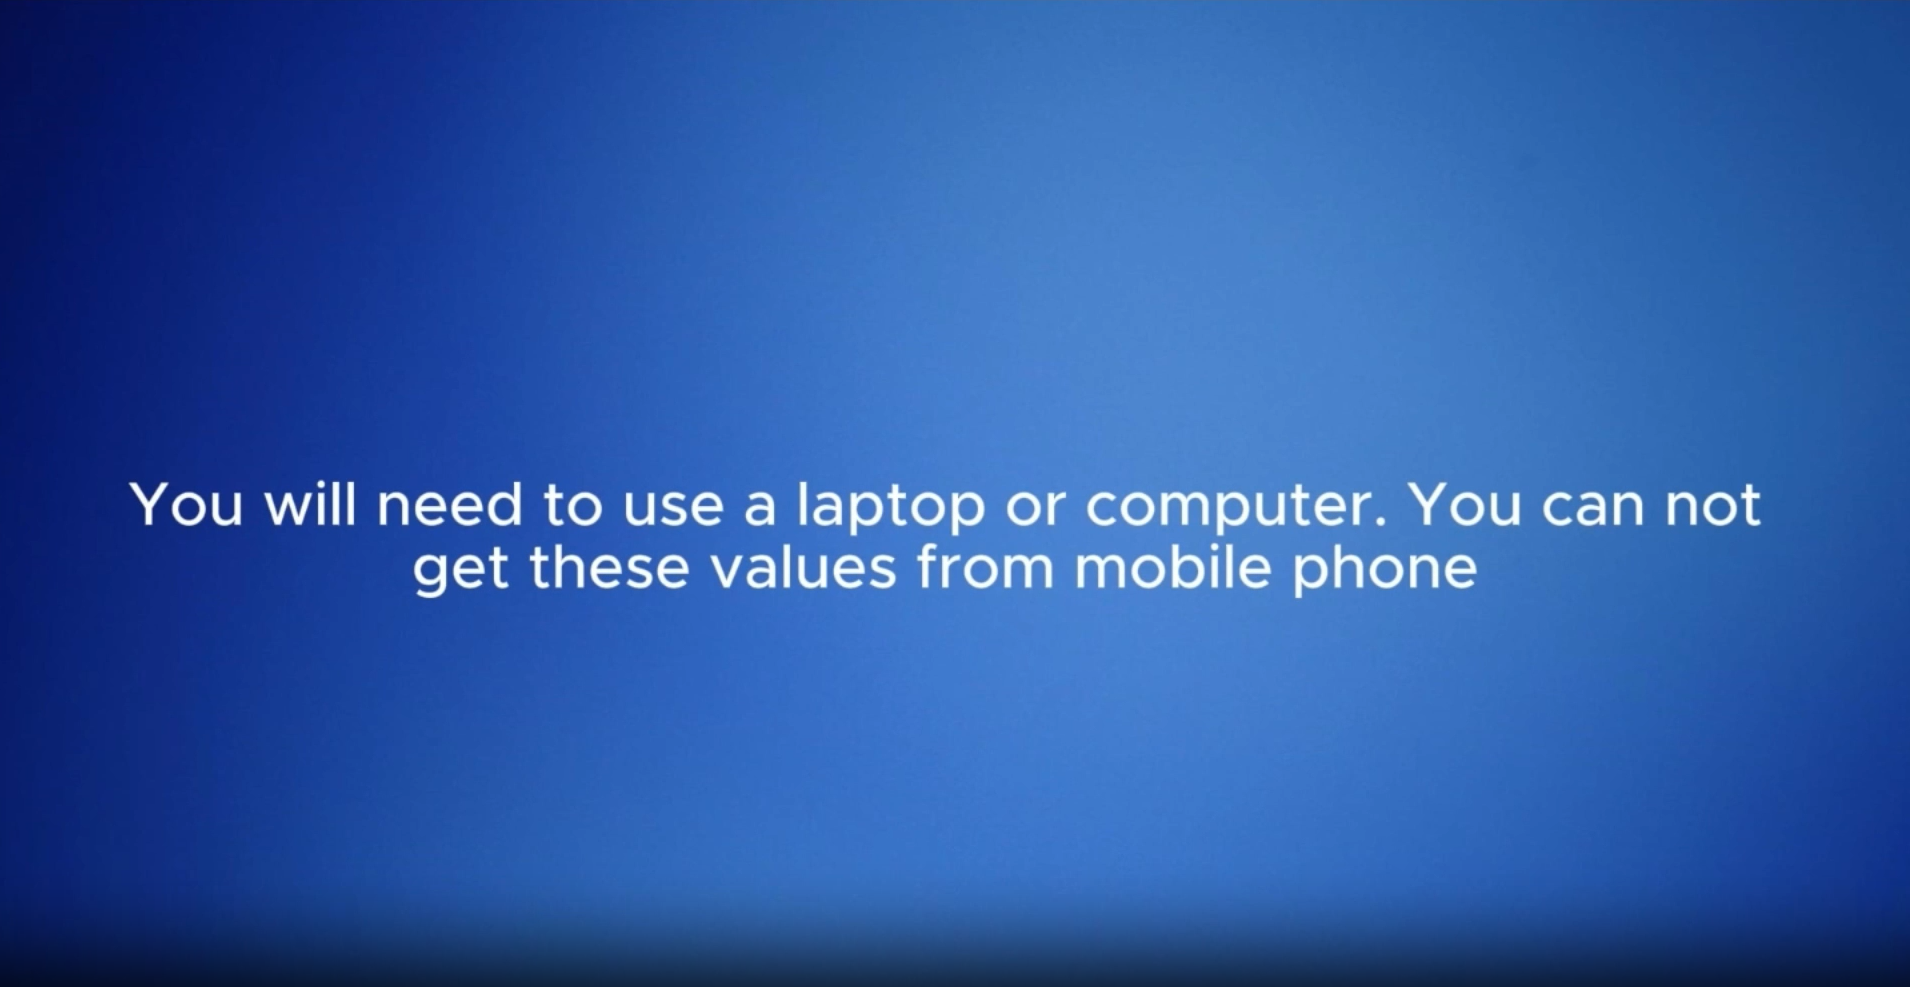 You will need to use a laptop or computer. You can not
get these values from mobile phone